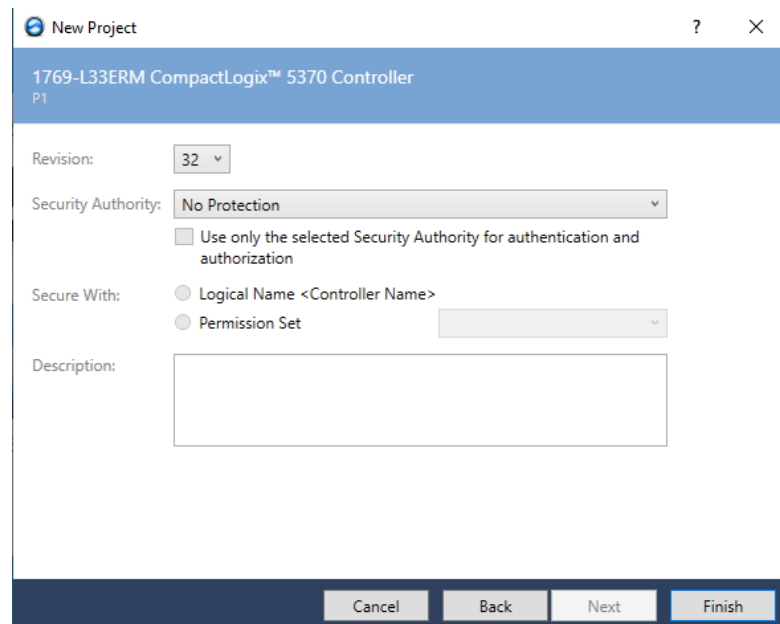 New Project
?
1769-L33ERM CompactLogix™ 5370 Controller
P1
Revision:
32
Security Authority:
No Protection
Use only the selected Security Authority for authentication and
authorization
Secure With:
Logical Name <Controller Name>
Permission Set
Description:
Cancel
Back
Next
Finish